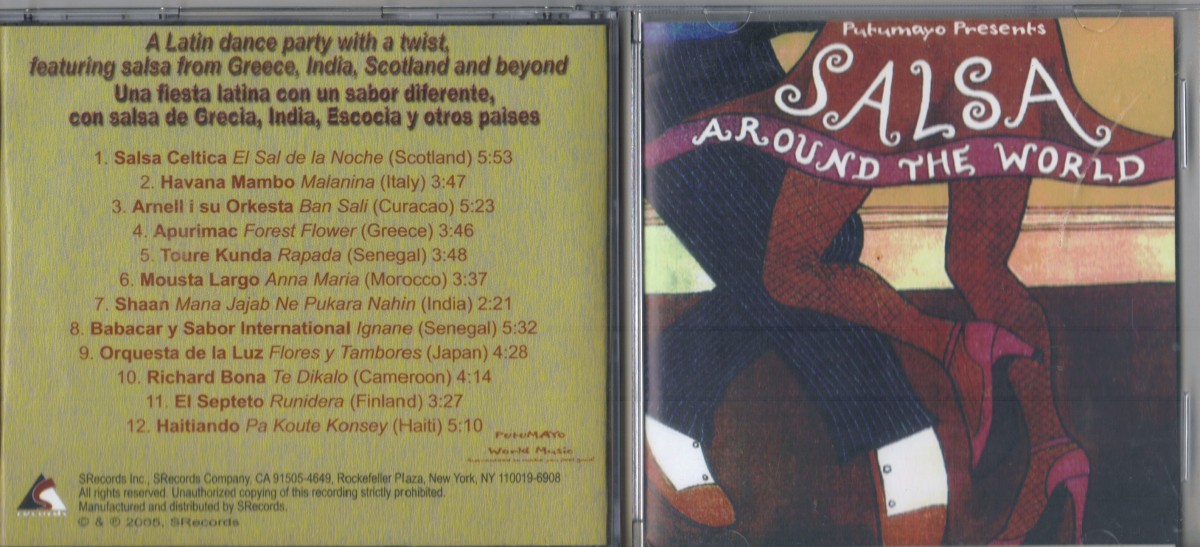 A Latin dance party with a twist,
featuring salsa from Greece, India, Scotland and beyond
Una fiesta latina con un sabor diferente,
con salsa de Grecia, India, Escocia y otros paises
1. Salsa Celtica El Sal de la Noche (Scotland) 5:53
2. Havana Mambo Malanina (Italy) 3:47
3. Arnell i su Orkesta Ban Sali (Curacao) 5:23
4. Apurimac Forest Flower (Greece) 3:46
5. Toure Kunda Rapada (Senegal) 3:48
6. Mousta Largo Anna Maria (Morocco) 3:37
7. Shaan Mana Jajab Ne Pukara Nahin (India) 2:21
8. Babacar y Sabor International Ignane (Senegal) 5:32
9. Orquesta de la Luz Flores y Tambores (Japan) 4:28
10. Richard Bona Te Dikalo (Cameroon) 4:14
11. El Septeto Runidera (Finland) 3:27
12. Haitiando Pa Koute Konsey (Haiti) 5:10
PUTUMAYO
World Music
SRecords Inc., SRecords Company, CA 91505-4649, Rockefeller Plaza, New York, NY 110019-6908
All rights reserved. Unauthorized copying of this recording strictly prohibited.
Manufactured and distributed by SRecords.
© & ℗ 2005, SRecords
records
Putumayo Presents
SALSA
AROUND THE WORLD